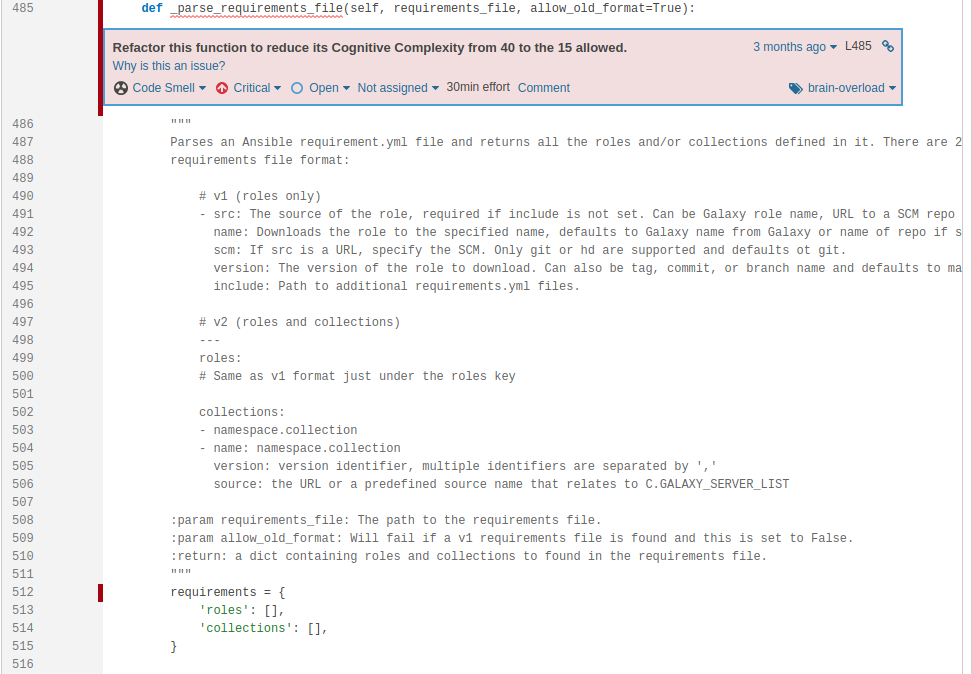 485 def _parse_requirements_file(self, requirements_file, allow_old_format=True):
Refactor this function to reduce its Cognitive Complexity from 40 to the 15 allowed. 3 months ago L485
Why is this an issue?
Code Smell Critical Open Not assigned 30min effort Comment brain-overload
486 """
487 Parses an Ansible requirement.yml file and returns all the roles and/or collections defined in it. There are 2
488 requirements file format:
489
490 # v1 (roles only)
491 - src: The source of the role, required if include is not set. Can be Galaxy role name, URL to a SCM repo
492 name: Downloads the role to the specified name, defaults to Galaxy name from Galaxy or name of repo if s
493 scm: If src is a URL, specify the SCM. Only git or hd are supported and defaults ot git.
494 version: The version of the role to download. Can also be tag, commit, or branch name and defaults to ma
495 include: Path to additional requirements.yml files.
496
497 # v2 (roles and collections)
498 ---
499 roles:
500 # Same as v1 format just under the roles key
501
502 collections:
503 - namespace.collection
504 - name: namespace.collection
505 version: version identifier, multiple identifiers are separated by ','
506 source: the URL or a predefined source name that relates to C.GALAXY_SERVER_LIST
507
508 :param requirements_file: The path to the requirements file.
509 :param allow_old_format: Will fail if a v1 requirements file is found and this is set to False.
510 :return: a dict containing roles and collections to found in the requirements file.
511 """
512 requirements = {
513 'roles': [],
514 'collections': [],
515 }
516